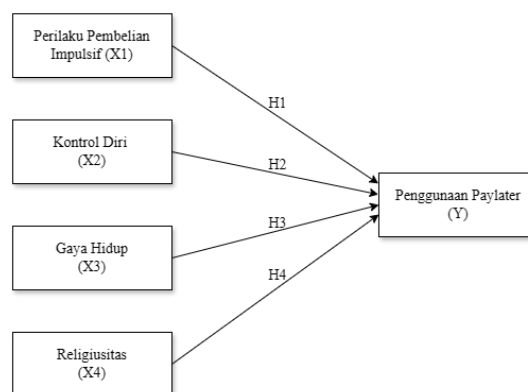 Perilaku Pembelian
Impulsif (X1)
H1
Kontrol Diri
(X2)
H2
Penggunaan Paylater
(Y)
Gaya Hidup
(X3)
H3
H4
Religiusitas
(X4)